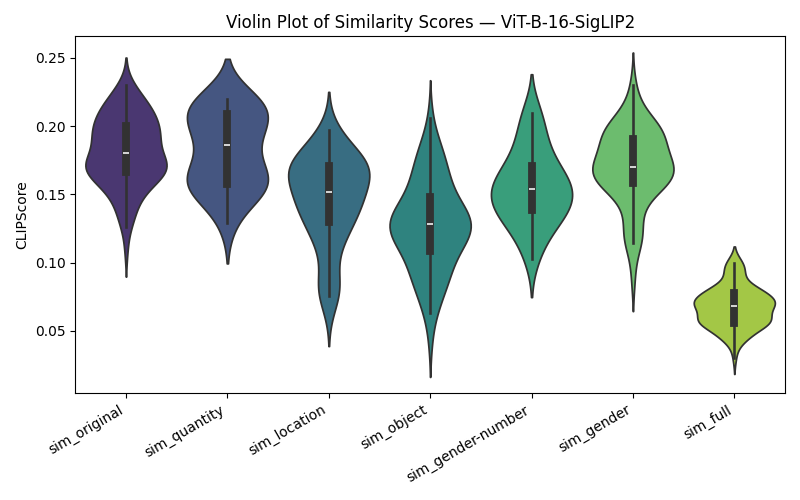 Violin Plot of Similarity Scores — ViT-B-16-SigLIP2
CLIPScore
0.25
0.20
0.15
0.10
0.05
sim_original
sim_quantity
sim_location
sim_object
sim_gender-number
sim_gender
sim_full